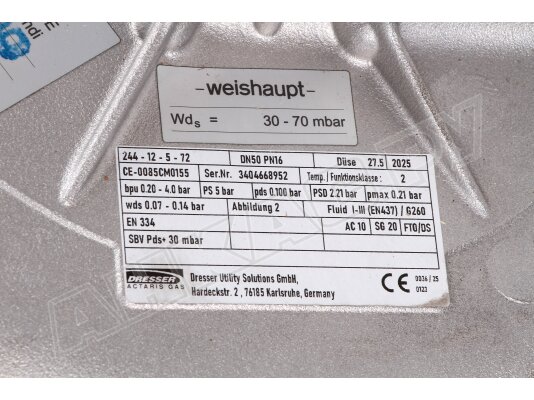 -weishaupt-
Wds = 30 - 70 mbar
244 - 12 - 5 - 72 DN50 PN16 Düse 27.5 2025
CE-0085CM0155 Ser.Nr. 3404668952 Temp./Funktionsklasse : 2
bpu 0.20 - 4.0 bar PS 5 bar pds 0.100 bar PSD 2.21 bar pmax 0.21 bar
wds 0.07 - 0.14 bar Abbildung 2 Fluid I-III (EN437) / G260
EN 334 AC 10 SG 20 FTO/OS
SBV Pds+ 30 mbar
DRESSER
ACTARIS GAS
Dresser Utility Solutions GmbH,
Hardeckstr. 2 , 76185 Karlsruhe, Germany
CE 0036 / 25
0123